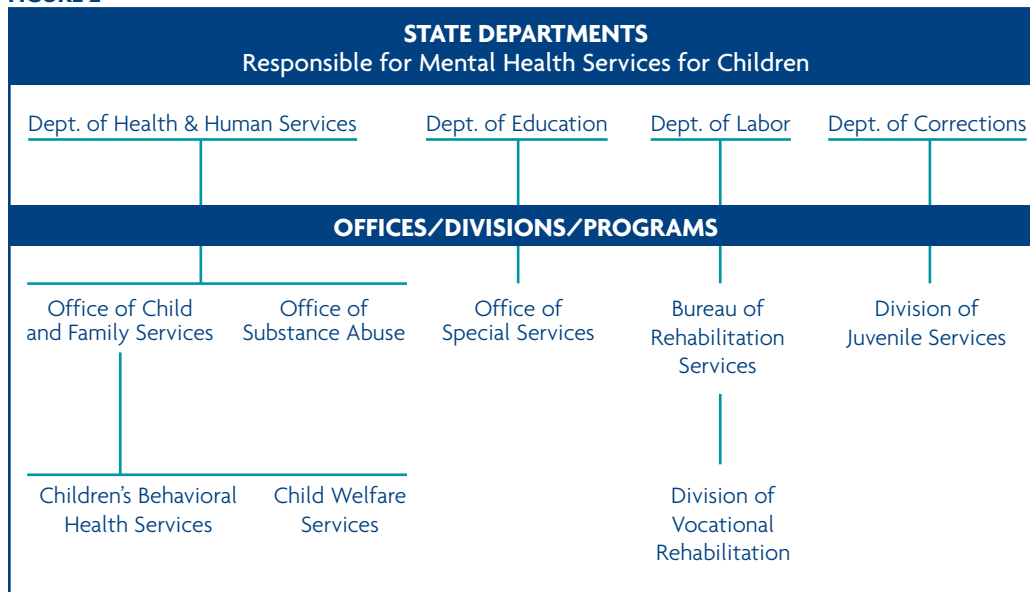 FIGURE 2
STATE DEPARTMENTS
Responsible for Mental Health Services for Children
Dept. of Health & Human Services
Dept. of Education
Dept. of Labor
Dept. of Corrections
OFFICES/DIVISIONS/PROGRAMS
Office of Child
and Family Services
Office of
Substance Abuse
Office of
Special Services
Bureau of
Rehabilitation
Services
Division of
Juvenile Services
Children’s Behavioral
Health Services
Child Welfare
Services
Division of
Vocational
Rehabilitation